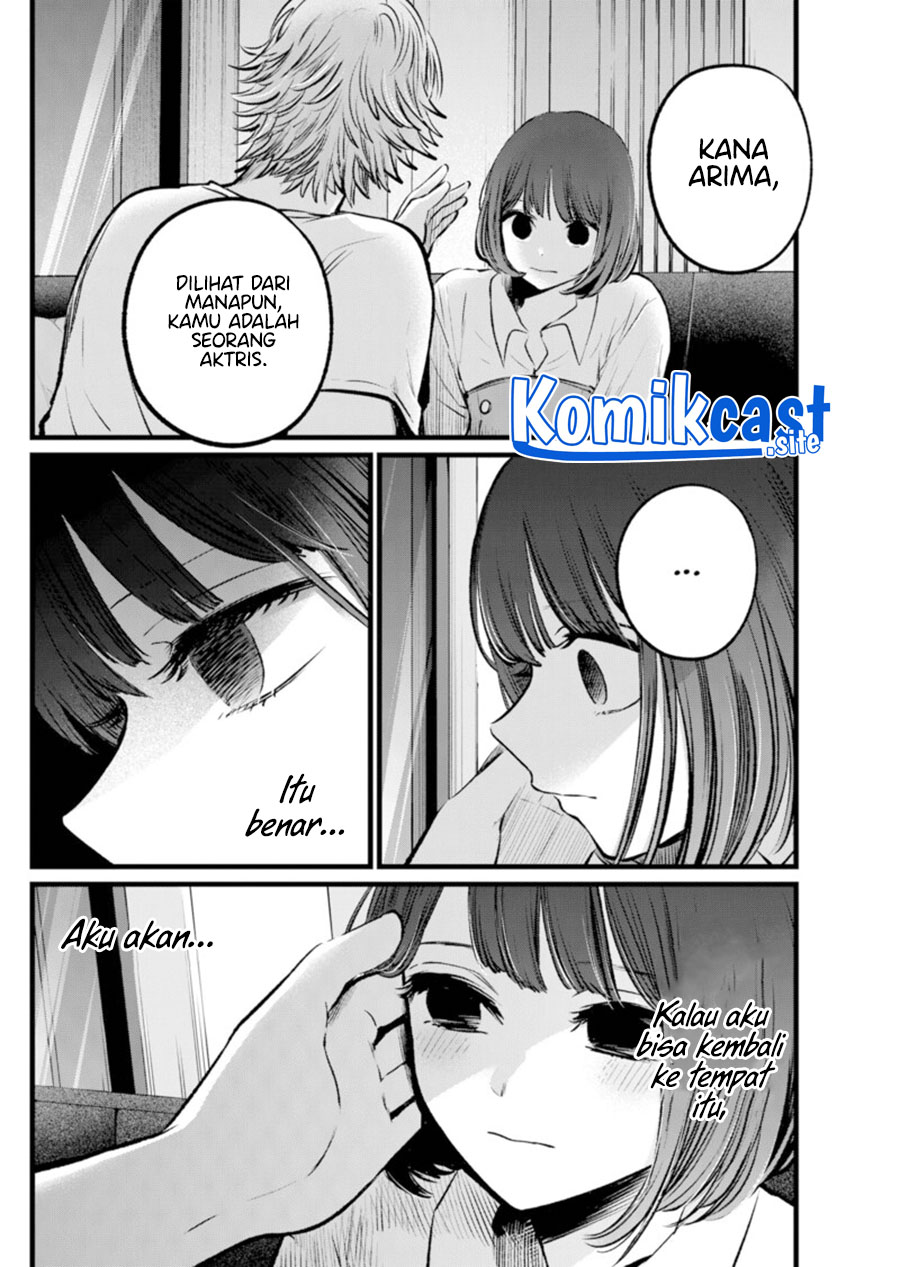 KANA
ARIMA,
DILIHAT DARI
MANAPUN,
KAMU ADALAH
SEORANG
AKTRIS.
Komikcast
.site
...
Itu
benar...
Kalau aku
bisa kembali
ke tempat
itu,
Aku akan...